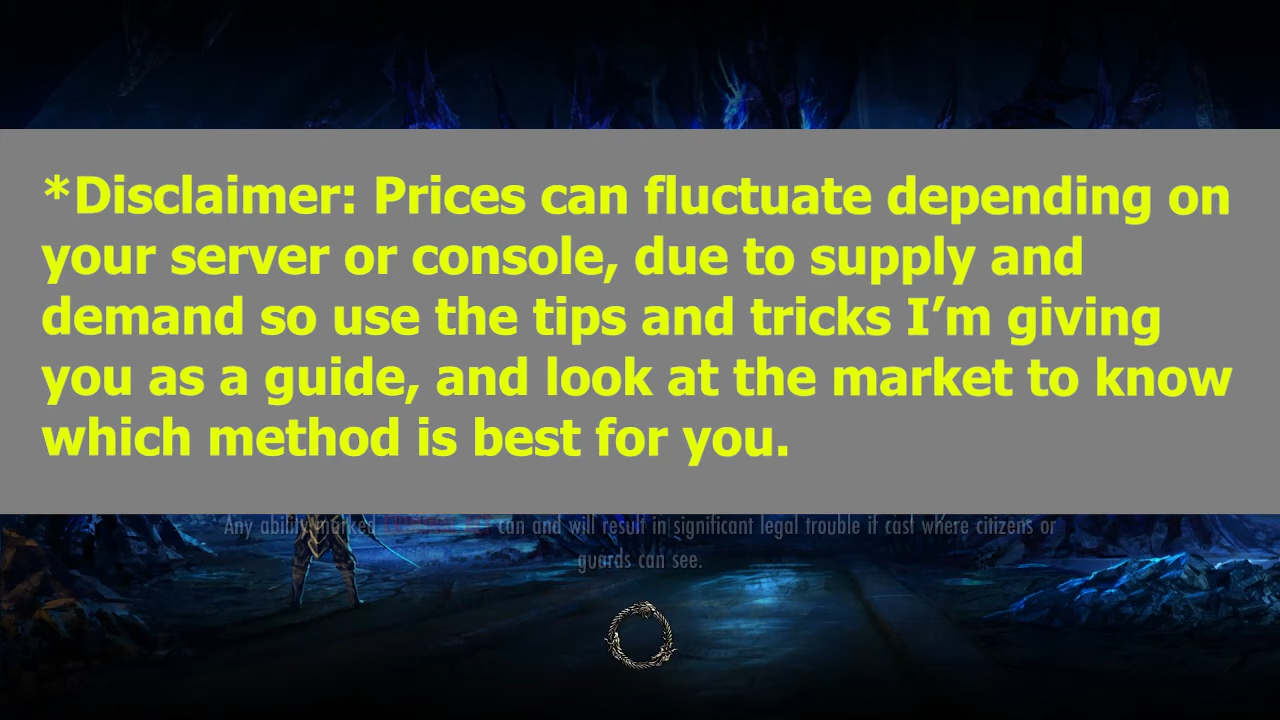 *Disclaimer: Prices can fluctuate depending on
your server or console, due to supply and
demand so use the tips and tricks I’m giving
you as a guide, and look at the market to know
which method is best for you.
Any ability marked can and will result in significant legal trouble if cast where citizens or
guards can see.